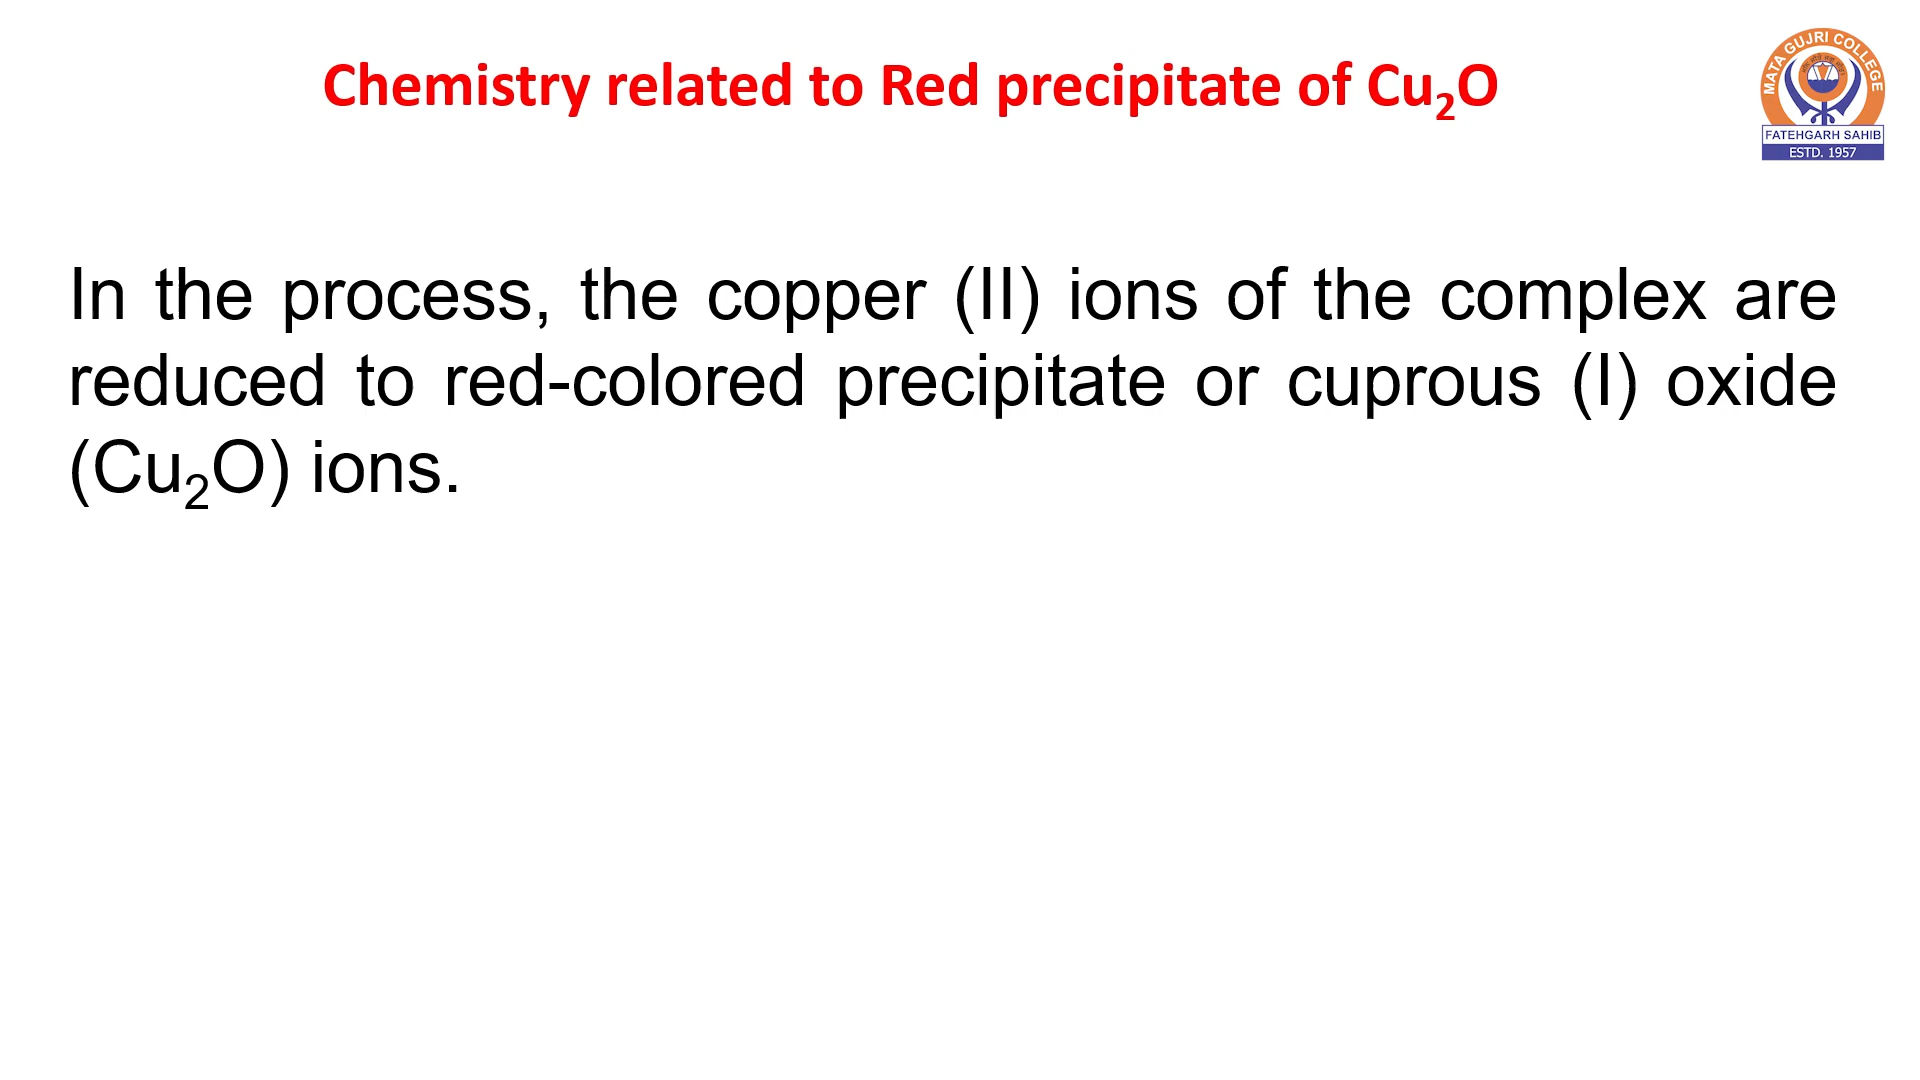 Chemistry related to Red precipitate of Cu₂O
MATA GUJRI COLLEGE
FATEHGARH SAHIB
ESTD. 1957
In the process, the copper (II) ions of the complex are
reduced to red-colored precipitate or cuprous (I) oxide
(Cu₂O) ions.